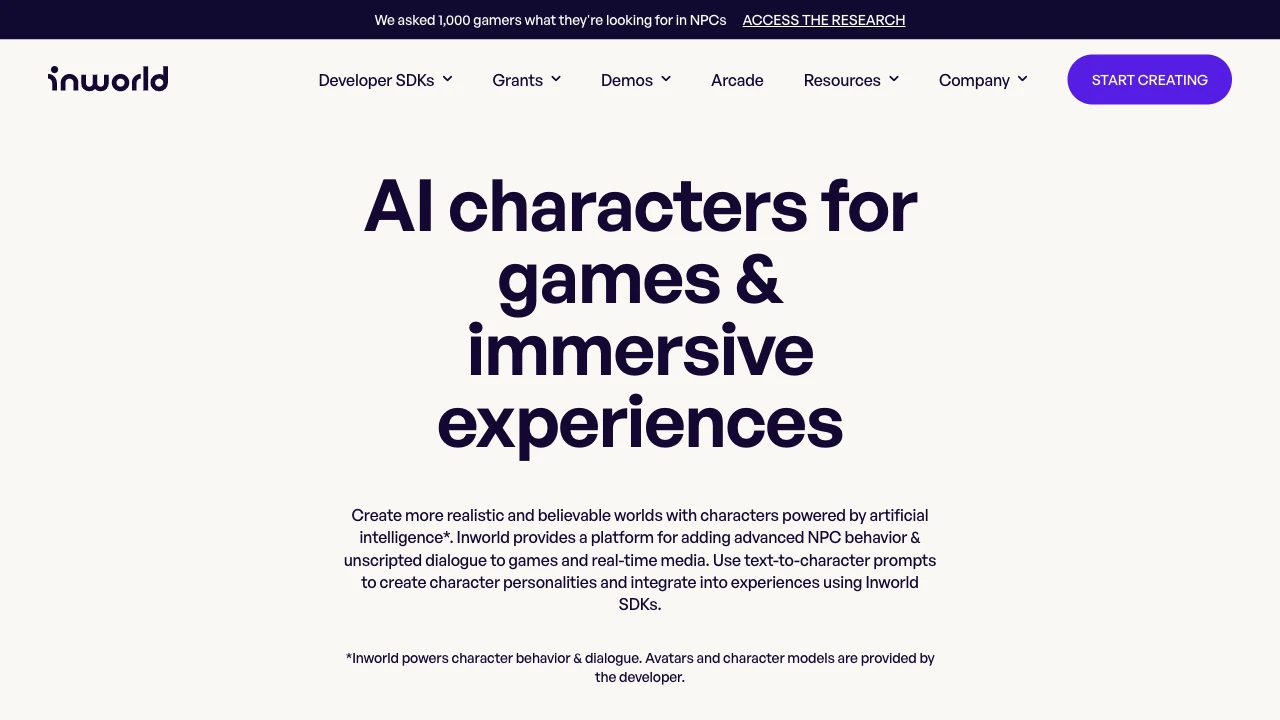 We asked 1,000 gamers what they're looking for in NPCs ACCESS THE RESEARCH
inworld Developer SDKs Grants Demos Arcade Resources Company START CREATING
AI characters for
games &
immersive
experiences
Create more realistic and believable worlds with characters powered by artificial
intelligence*. Inworld provides a platform for adding advanced NPC behavior &
unscripted dialogue to games and real-time media. Use text-to-character prompts
to create character personalities and integrate into experiences using Inworld
SDKs.
*Inworld powers character behavior & dialogue. Avatars and character models are provided by
the developer.